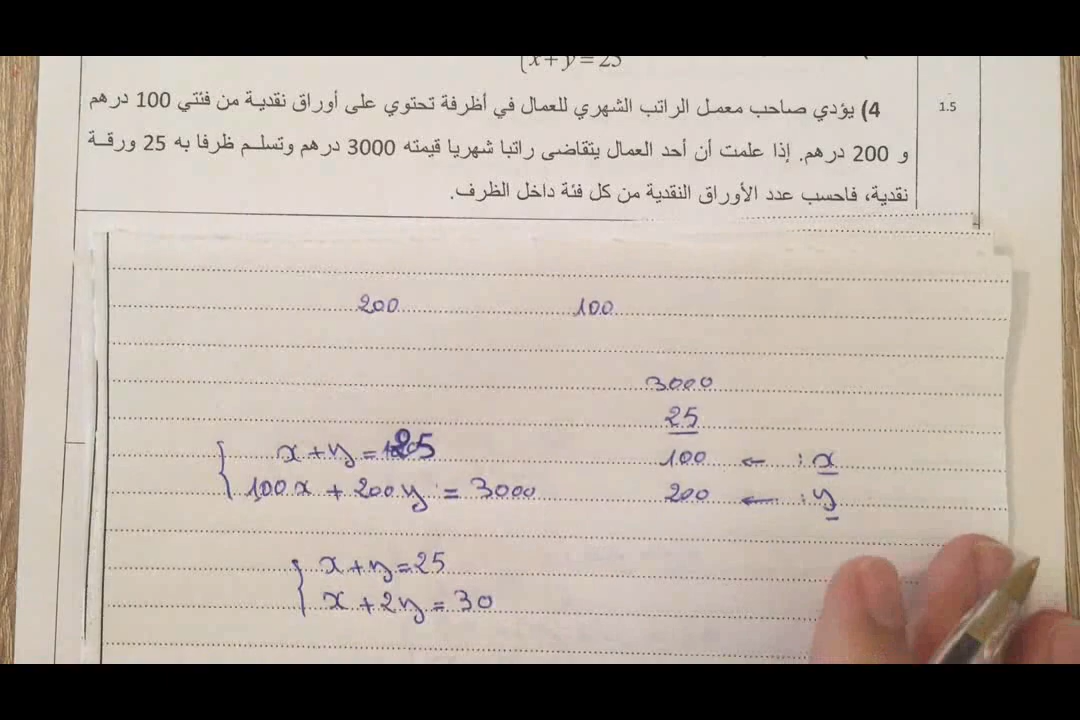 x + y = 25
1.5
4) يؤدي صاحب معمل الراتب الشهري للعمال في أظرفة تحتوي على أوراق نقدية من فئتي 100 درهم
و 200 درهم. إذا علمت أن أحد العمال يتقاضى راتبا شهريا قيمته 3000 درهم وتسلم ظرفا به 25 ورقة
نقدية، فاحسب عدد الأوراق النقدية من كل فئة داخل الظرف.
200 100
3000
25
x + y = 25
100 ← : x
100x + 200y = 3000
200 ← : y
x + y = 25
x + 2y = 30